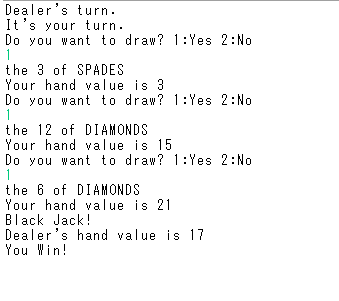 Dealer's turn.
It's your turn.
Do you want to draw? 1:Yes 2:No
1
the 3 of SPADES
Your hand value is 3
Do you want to draw? 1:Yes 2:No
1
the 12 of DIAMONDS
Your hand value is 15
Do you want to draw? 1:Yes 2:No
1
the 6 of DIAMONDS
Your hand value is 21
Black Jack!
Dealer's hand value is 17
You Win!